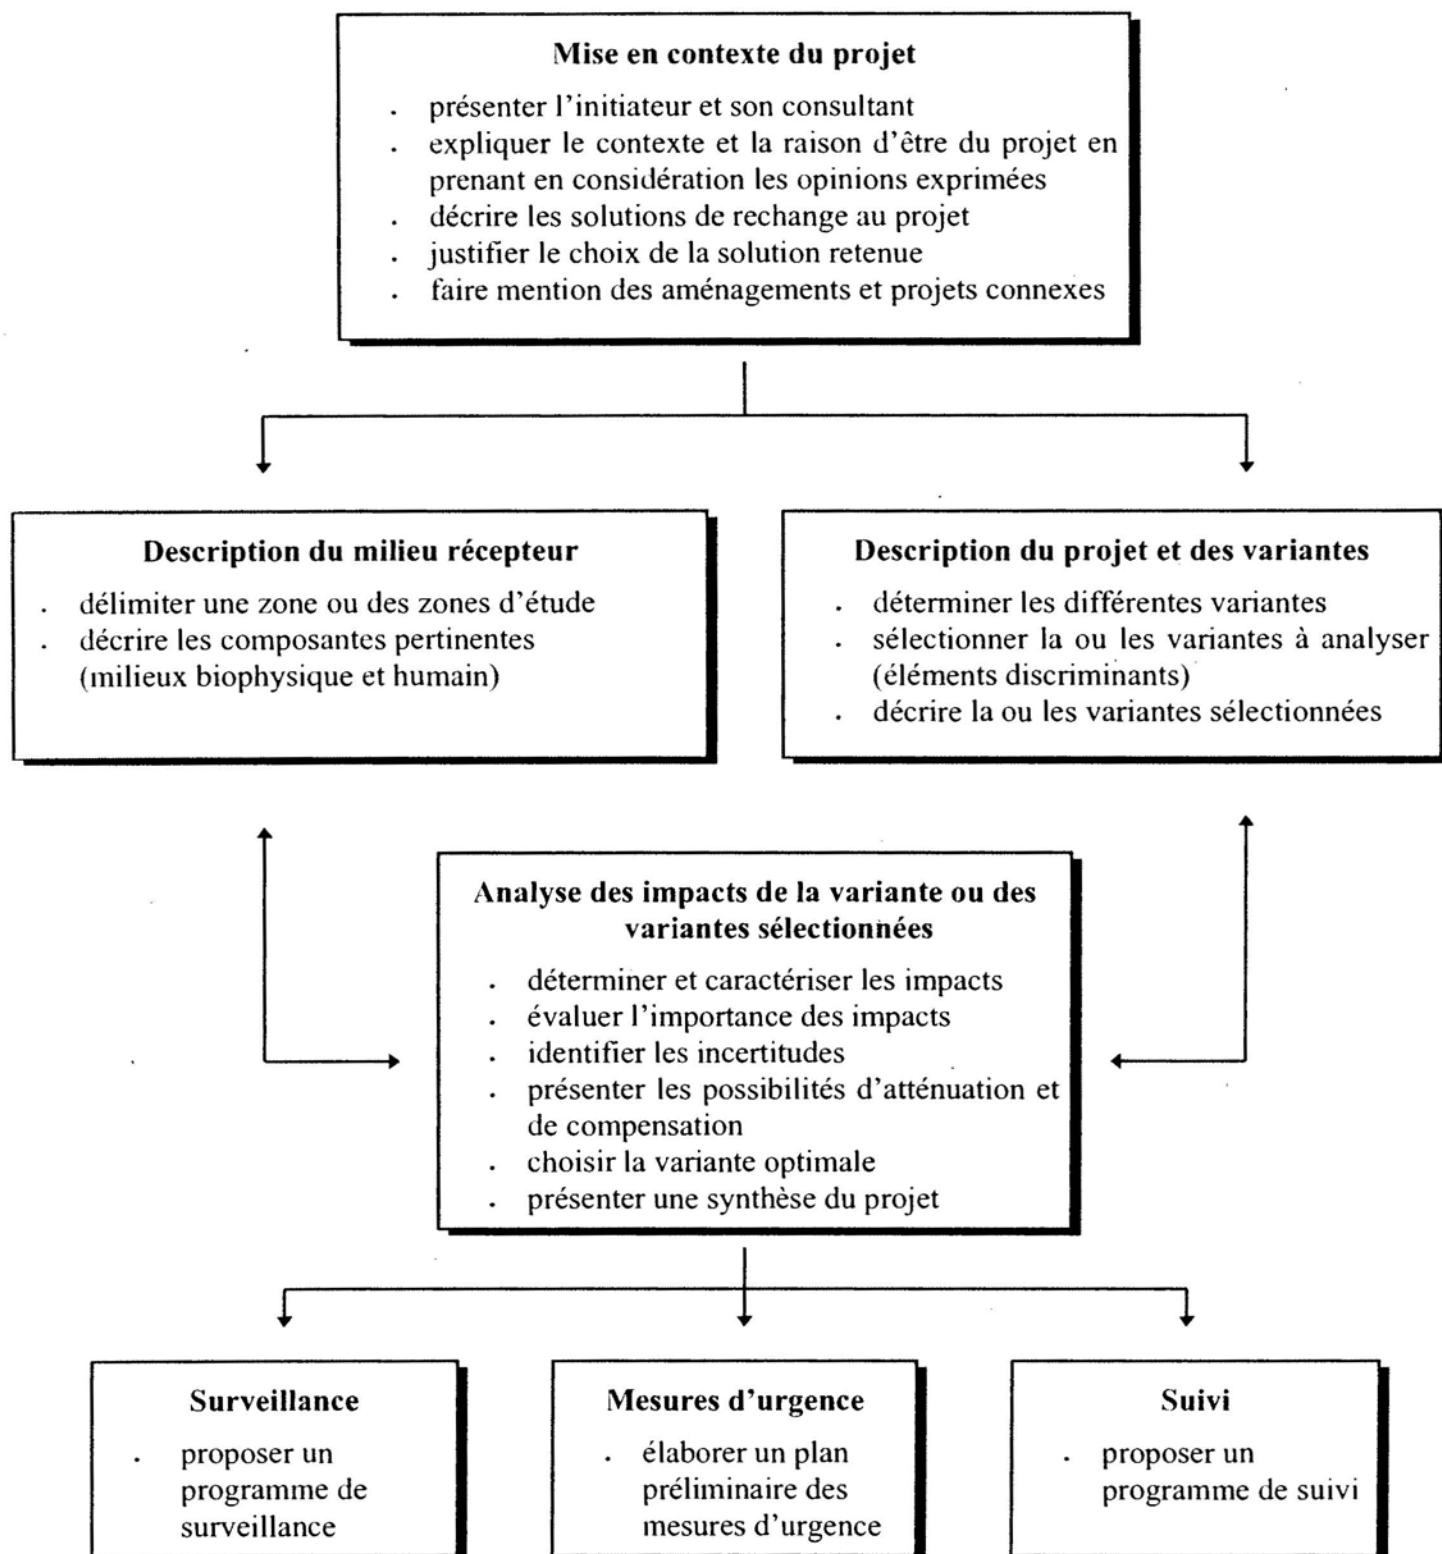 Mise en contexte du projet
. présenter l'initiateur et son consultant
. expliquer le contexte et la raison d'être du projet en
prenant en considération les opinions exprimées
. décrire les solutions de rechange au projet
. justifier le choix de la solution retenue
. faire mention des aménagements et projets connexes
Description du milieu récepteur
. délimiter une zone ou des zones d'étude
. décrire les composantes pertinentes
(milieux biophysique et humain)
Description du projet et des variantes
. déterminer les différentes variantes
. sélectionner la ou les variantes à analyser
(éléments discriminants)
. décrire la ou les variantes sélectionnées
Analyse des impacts de la variante ou des
variantes sélectionnées
. déterminer et caractériser les impacts
. évaluer l'importance des impacts
. identifier les incertitudes
. présenter les possibilités d'atténuation et
de compensation
. choisir la variante optimale
. présenter une synthèse du projet
Surveillance
. proposer un
programme de
surveillance
Mesures d'urgence
. élaborer un plan
préliminaire des
mesures d'urgence
Suivi
. proposer un
programme de suivi